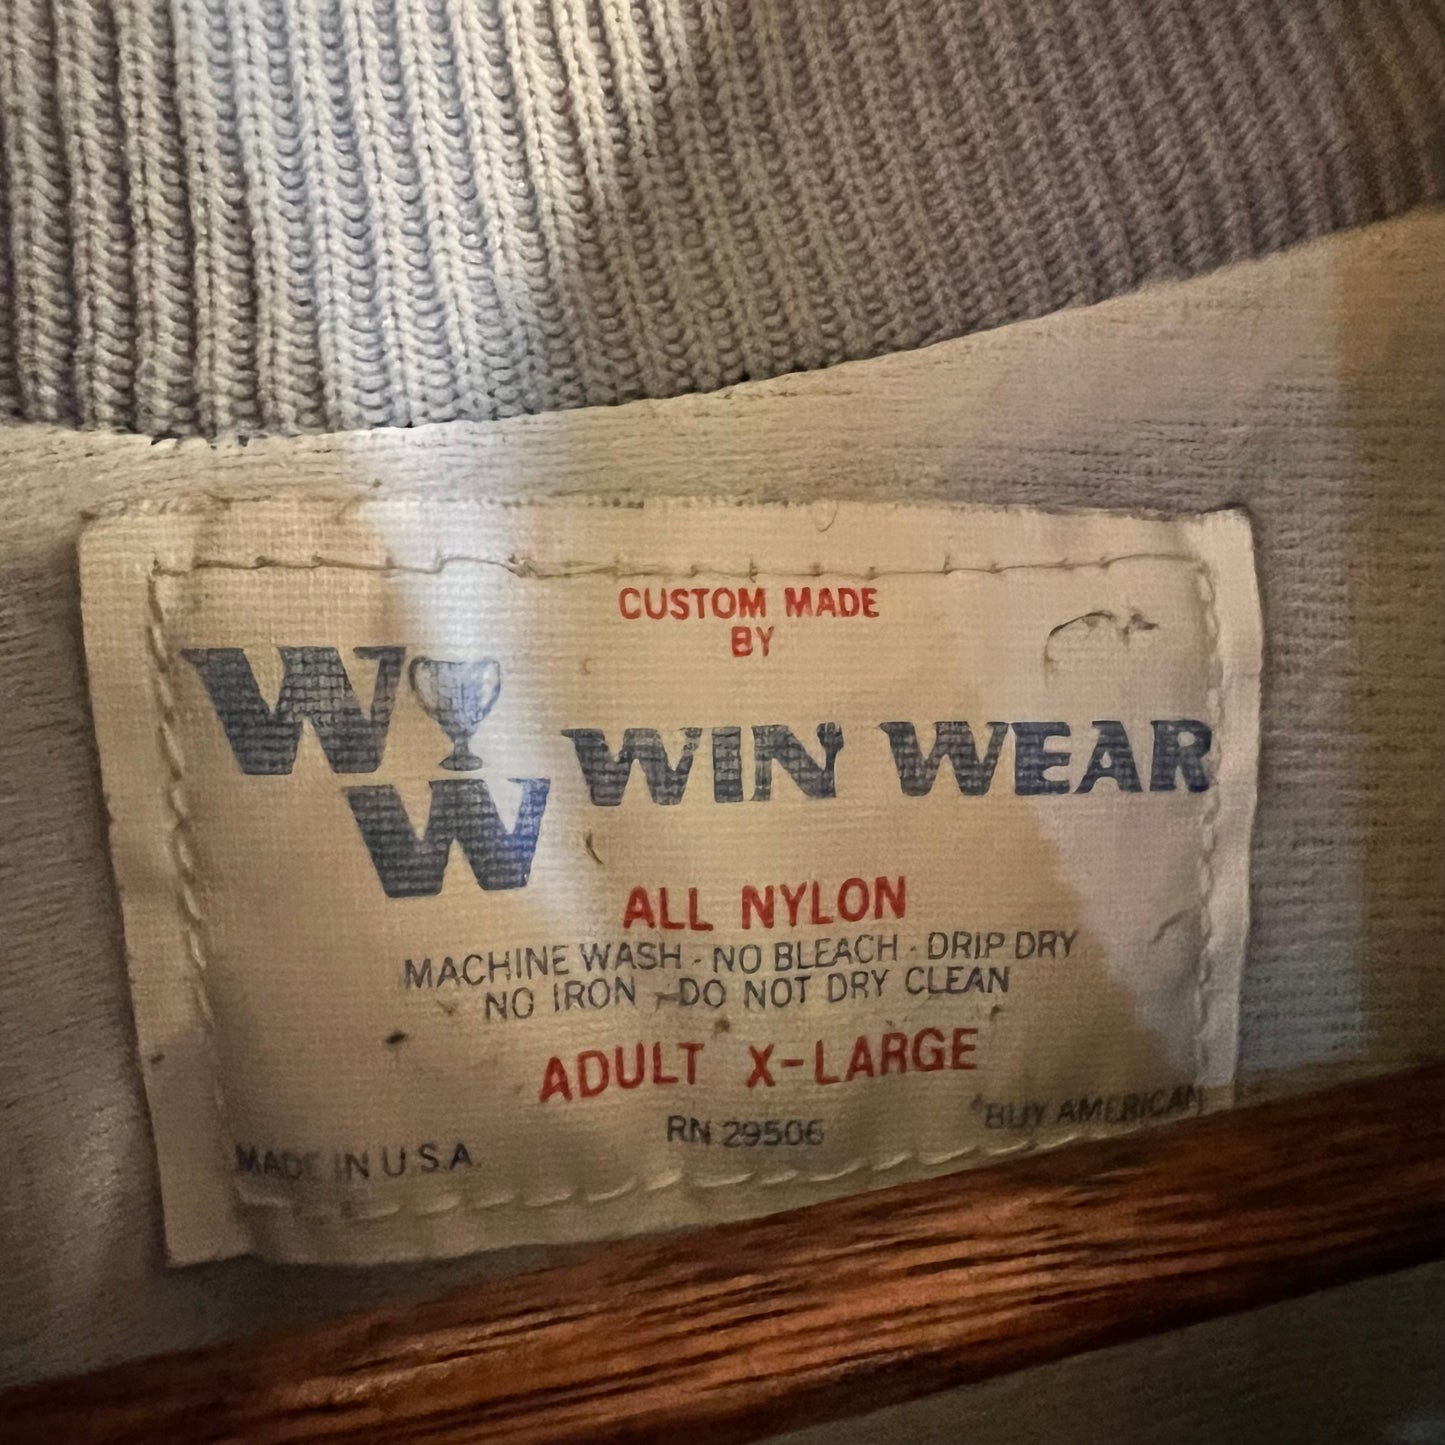 CUSTOM MADE
BY
W W
WIN WEAR
ALL NYLON
MACHINE WASH - NO BLEACH - DRIP DRY
NO IRON - DO NOT DRY CLEAN
ADULT X-LARGE
RN 29506
"BUY AMERICAN
MADE IN U.S.A.